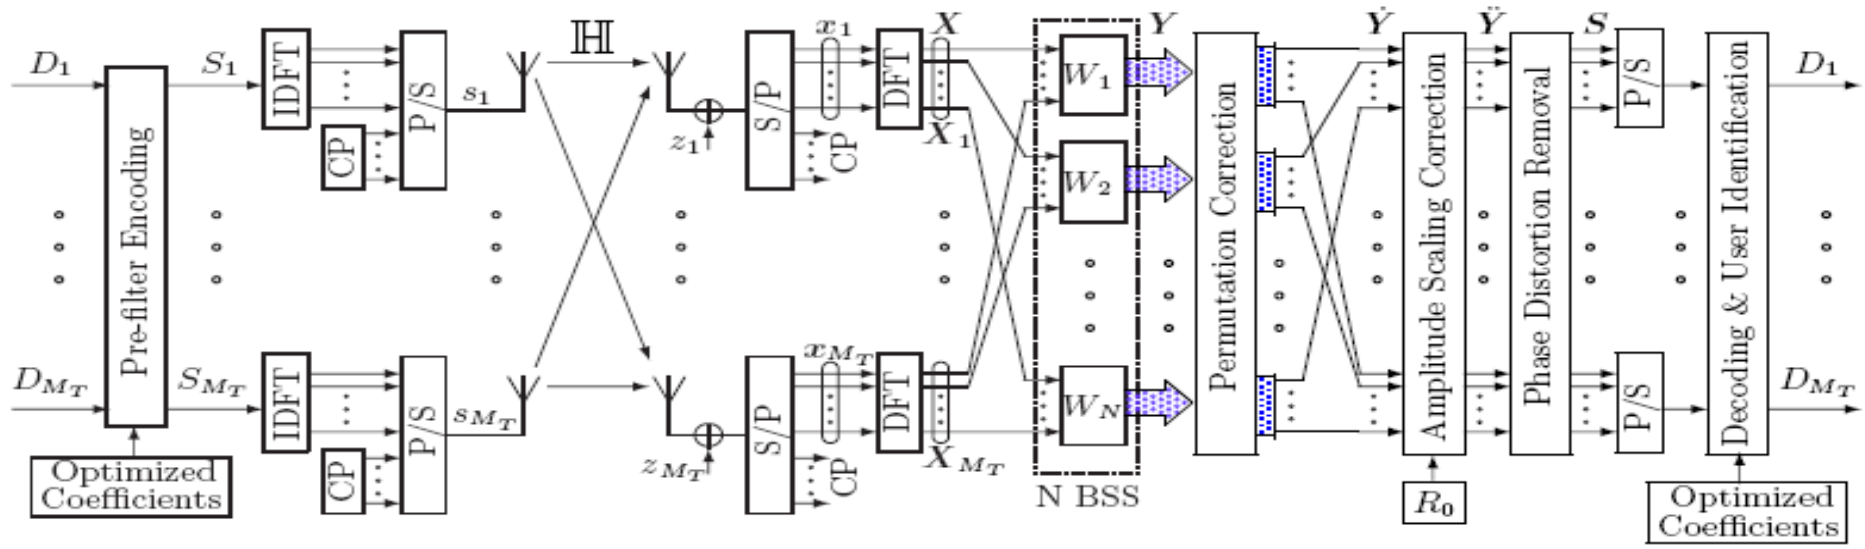 D₁
D_{M_T}
Pre-filter Encoding
Optimized
Coefficients
S₁
S_{M_T}
IDFT
CP
P/S
s₁
IDFT
CP
P/S
s_{M_T}
ℍ
z₁
z_{M_T}
S/P
CP
x₁
DFT
X
X₁
S/P
CP
x_{M_T}
DFT
X_{M_T}
W₁
W₂
W_N
N BSS
Y
Permutation Correction
Ẏ
Amplitude Scaling Correction
R₀
Ÿ
Phase Distortion Removal
S
P/S
P/S
Decoding & User Identification
Optimized
Coefficients
D₁
D_{M_T}